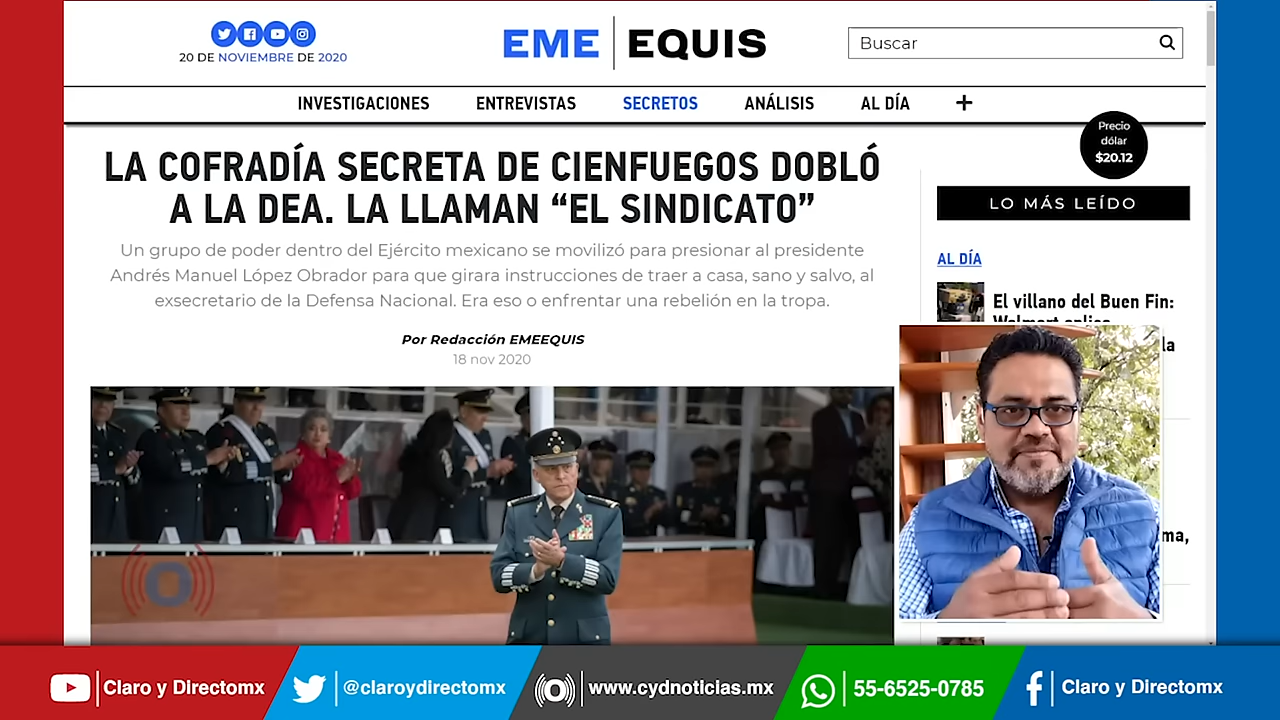 20 DE NOVIEMBRE DE 2020
EME EQUIS
Buscar
INVESTIGACIONES ENTREVISTAS SECRETOS ANÁLISIS AL DÍA +
Precio
dólar
$20.12
LA COFRADÍA SECRETA DE CIENFUEGOS DOBLÓ
A LA DEA. LA LLAMAN “EL SINDICATO”
Un grupo de poder dentro del Ejército mexicano se movilizó para presionar al presidente
Andrés Manuel López Obrador para que girara instrucciones de traer a casa, sano y salvo, al
exsecretario de la Defensa Nacional. Era eso o enfrentar una rebelión en la tropa.
Por Redacción EMEEQUIS
18 nov 2020
LO MÁS LEÍDO
AL DÍA
El villano del Buen Fin:
Walmart aplica
la
ma,
Claro y Directomx
@claroydirectomx
www.cydnoticias.mx
55-6525-0785
Claro y Directomx